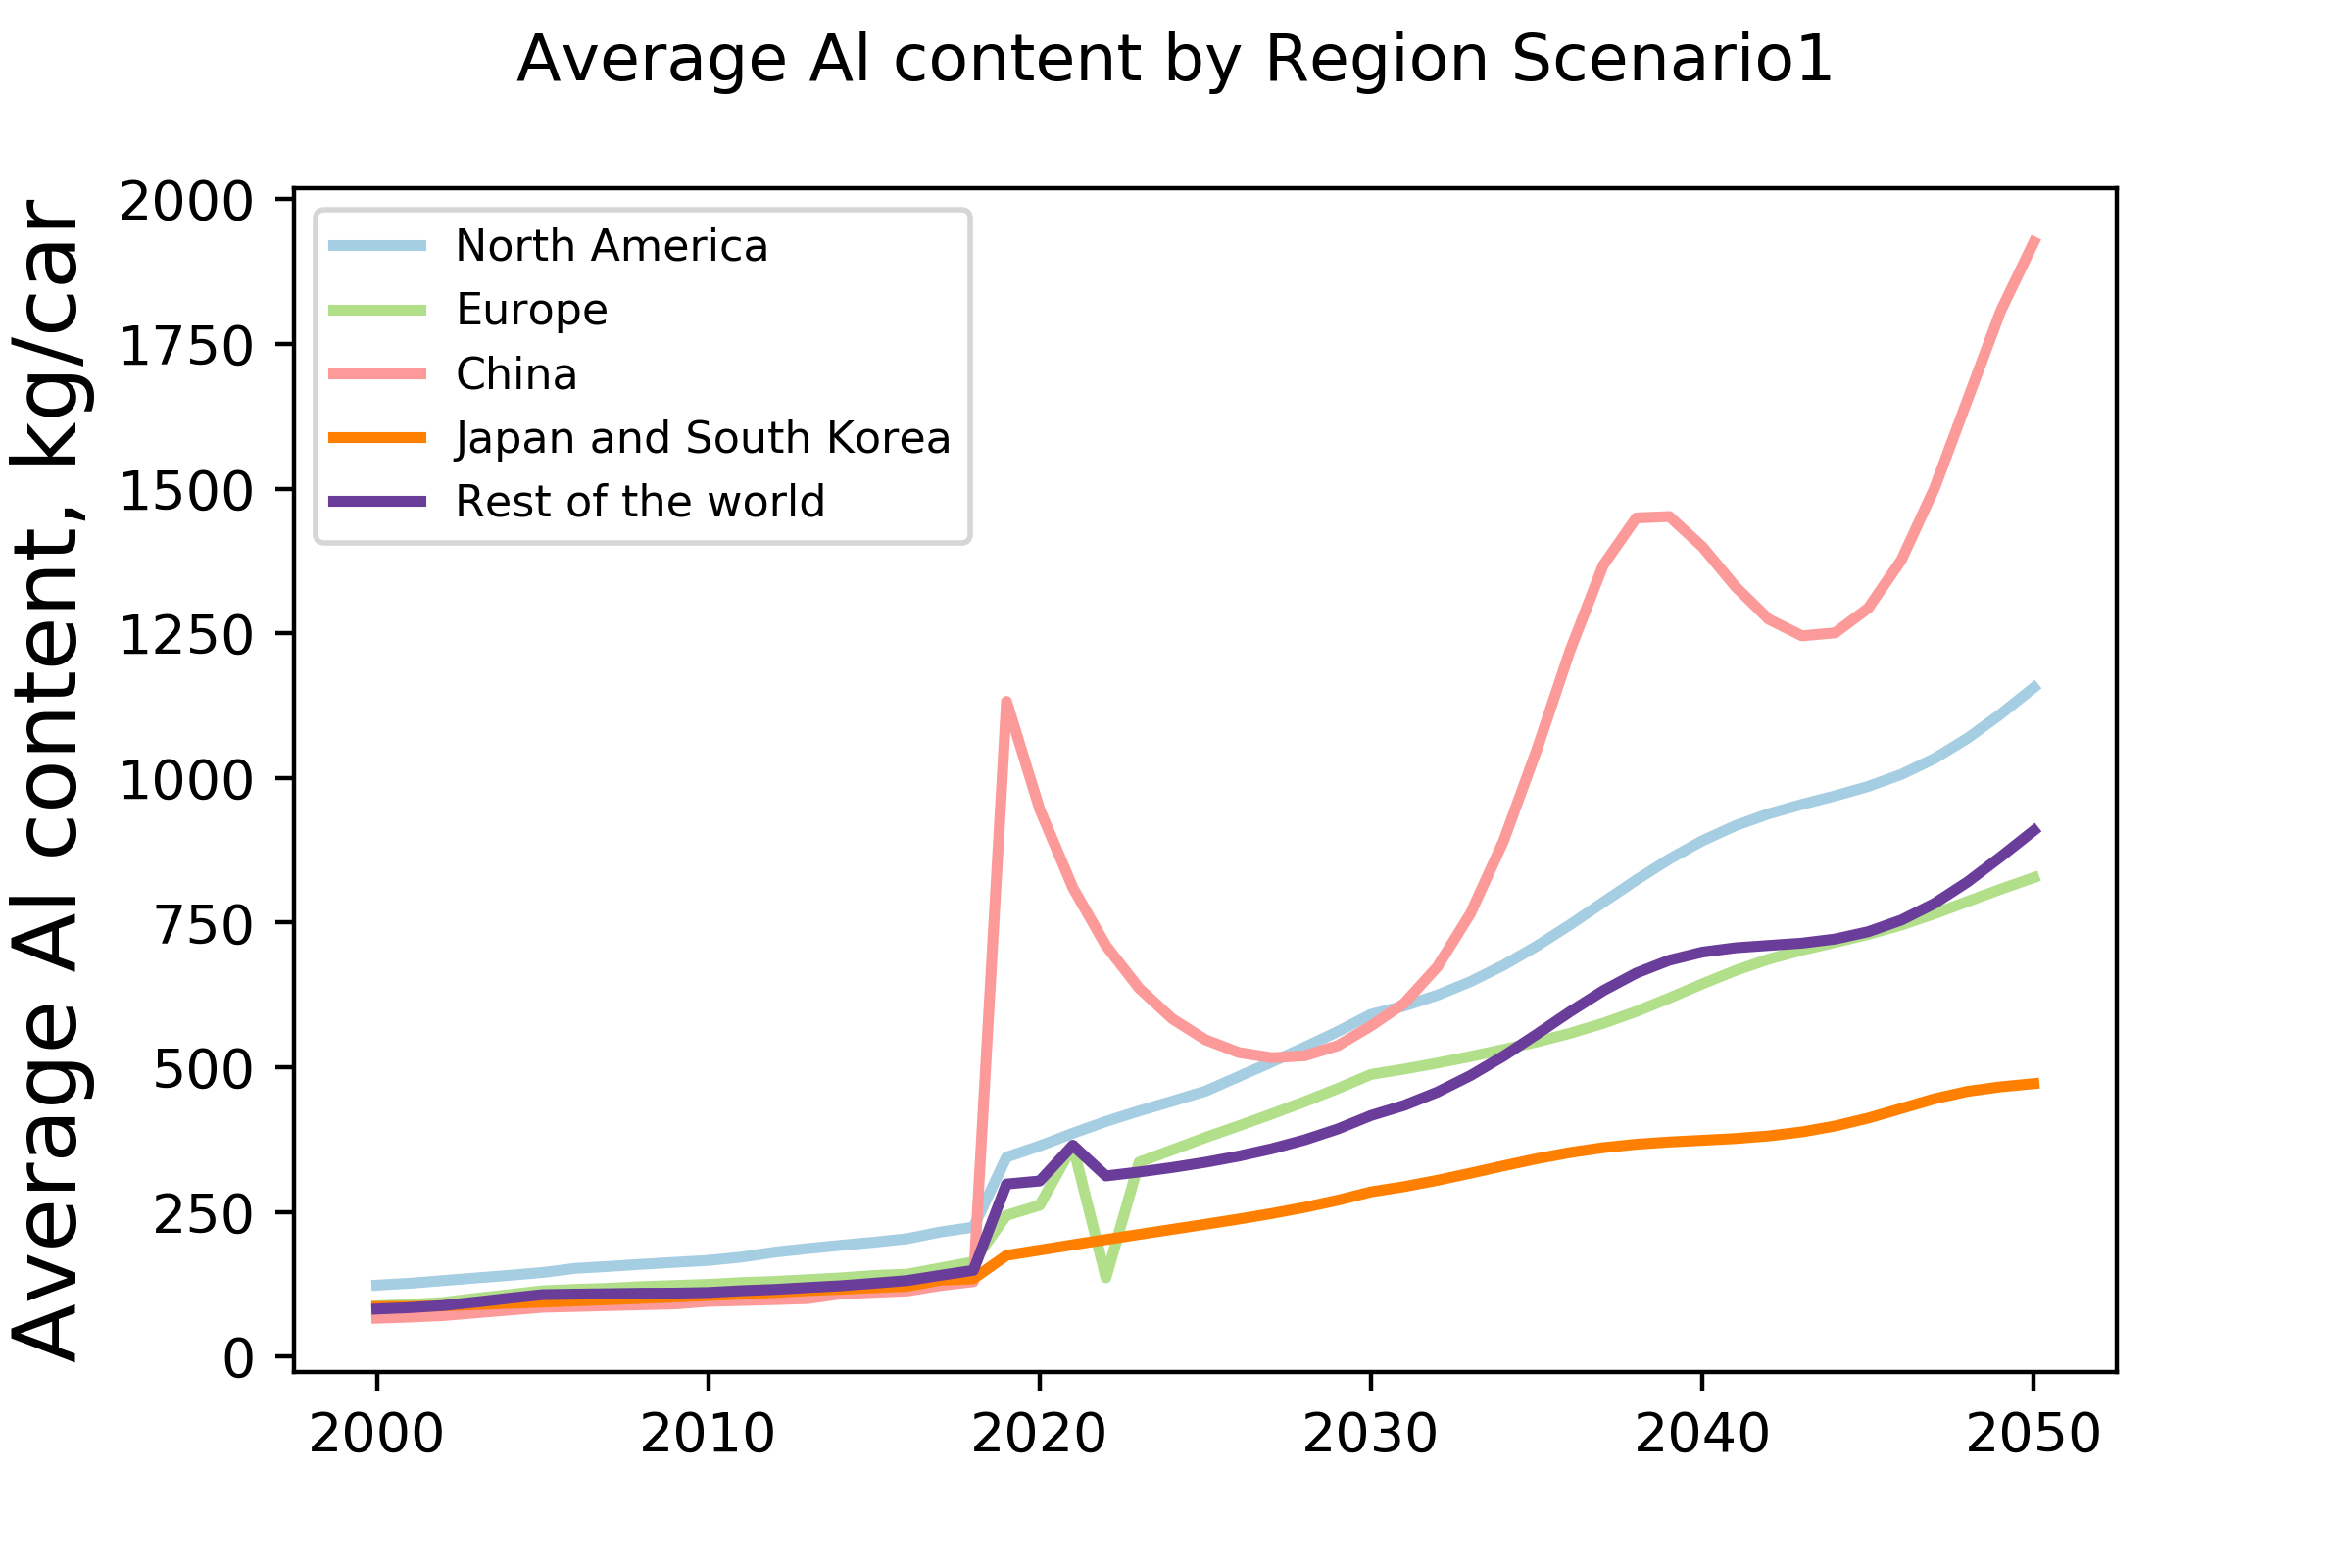 Average Al content by Region Scenario1
Average Al content, kg/car
2000
1750
1500
1250
1000
750
500
250
0
North America
Europe
China
Japan and South Korea
Rest of the world
2000 2010 2020 2030 2040 2050